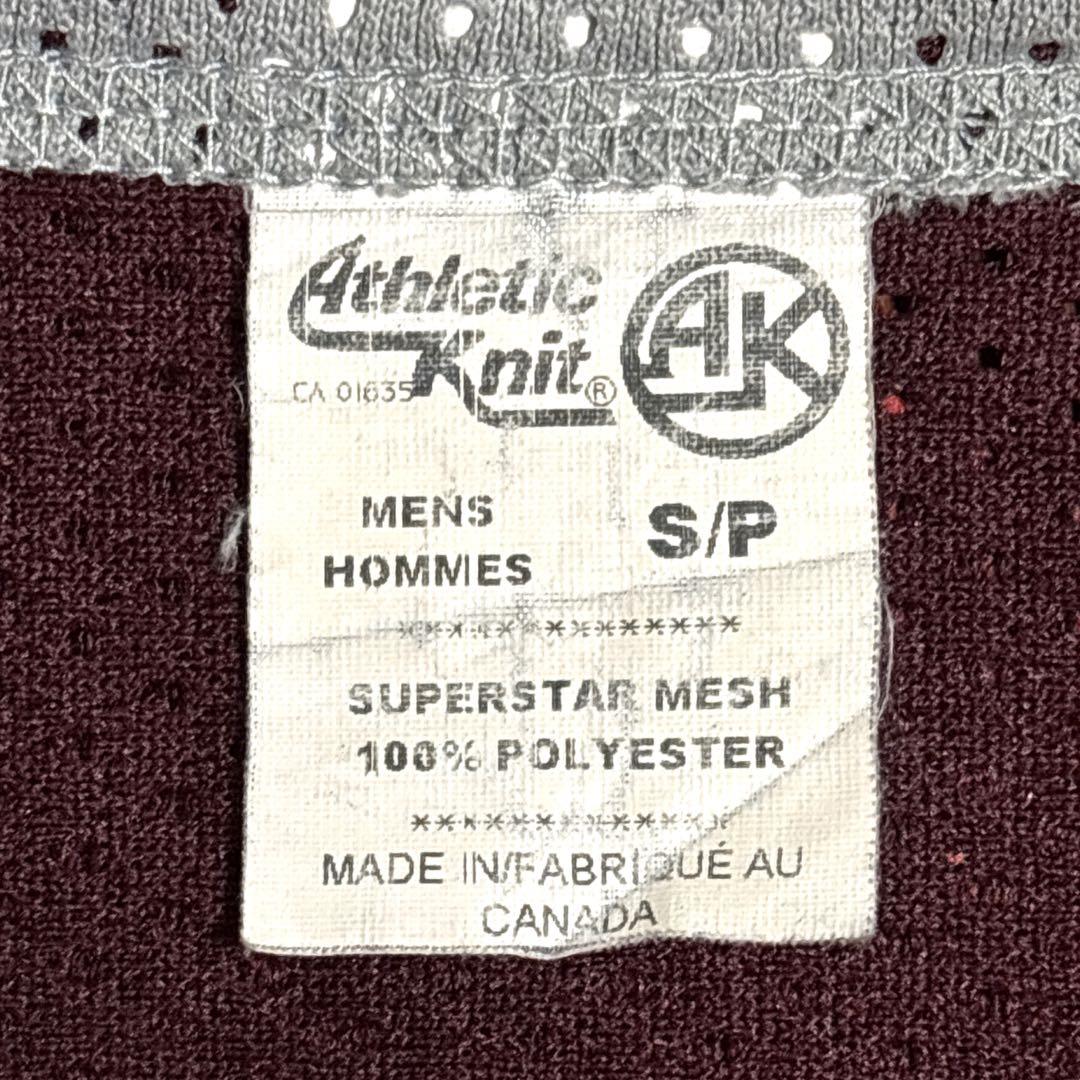 Athletic
Knit®
AK
CA 01635
MENS
HOMMES
S/P
***************
SUPERSTAR MESH
100% POLYESTER
**************
MADE IN/FABRIQUÉ AU
CANADA